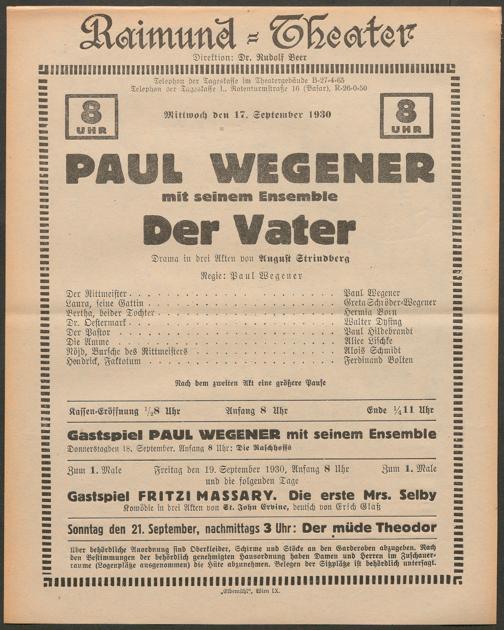 Raimund-Theater
Direktion: Dr. Rudolf Beer
Telephon der Tageskasse im Theatergebäude B-27-4-65
Telephon der Tageskasse I., Rotenturmstraße 16 (Basar), R-26-0-50
8 UHR
Mittwoch den 17. September 1930
8 UHR
PAUL WEGENER
mit seinem Ensemble
Der Vater
Drama in drei Akten von August Strindberg
Regie: Paul Wegener
Der Rittmeister . . . Paul Wegener
Laura, seine Gattin . . . Greta Schröder-Wegener
Bertha, beider Tochter . . . Hermia Born
Dr. Oestermark . . . Walter Dysing
Der Pastor . . . Paul Hildebrandt
Die Amme . . . Alice Lischke
Nöjd, Bursche des Rittmeisters . . . Alois Schmidt
Hendrick, Faktotum . . . Ferdinand Bolten
Nach dem zweiten Akt eine größere Pause
Kassen-Eröffnung ½8 Uhr Anfang 8 Uhr Ende ¼11 Uhr
Gastspiel PAUL WEGENER mit seinem Ensemble
Donnerstag den 18. September, Anfang 8 Uhr: Die Raschhoffs
Zum 1. Male Freitag den 19. September 1930, Anfang 8 Uhr Zum 1. Male
und die folgenden Tage
Gastspiel FRITZI MASSARY. Die erste Mrs. Selby
Komödie in drei Akten von St. John Ervine, deutsch von Erich Glaß
Sonntag den 21. September, nachmittags 3 Uhr: Der müde Theodor
Über behördliche Anordnung sind Oberkleider, Schirme und Stöcke an den Garderoben abzugeben. Nach
den Bestimmungen der behördlich genehmigten Hausordnung haben Damen und Herren im Zuschauer-
raume (Logenplätze ausgenommen) die Hüte abzunehmen. Belegen der Sitzplätze ist behördlich untersagt.
„Elbemühl", Wien IX.